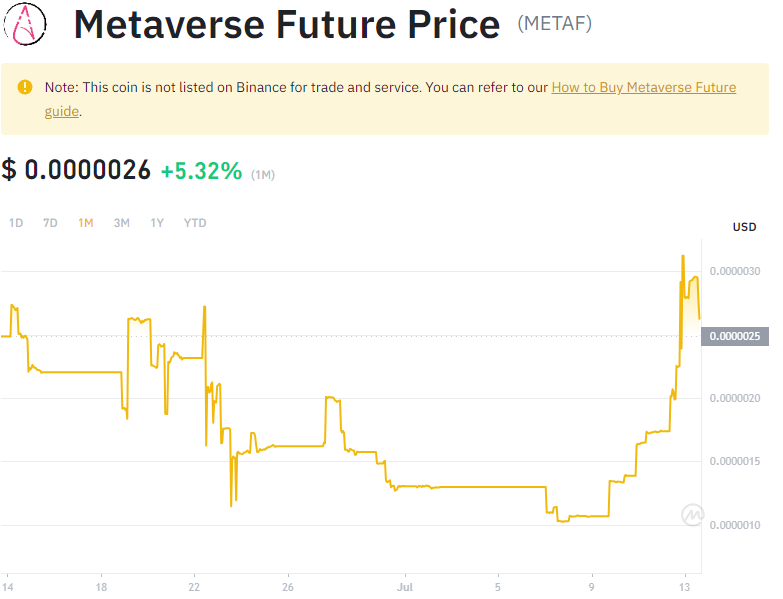 Metaverse Future Price (METAF)
Note: This coin is not listed on Binance for trade and service. You can refer to our How to Buy Metaverse Future
guide.
$ 0.0000026 +5.32% (1M)
1D 7D 1M 3M 1Y YTD
USD
0.0000030
0.0000025
0.0000020
0.0000015
0.0000010
14 18 22 26 Jul 5 9 13